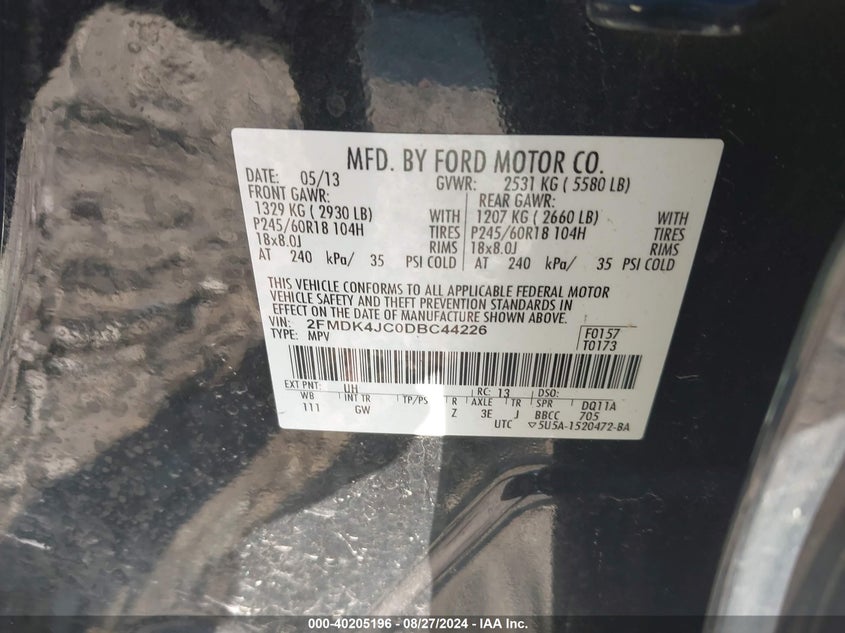 MFD. BY FORD MOTOR CO.
DATE: 05/13 GVWR: 2531 KG ( 5580 LB)
FRONT GAWR: REAR GAWR:
1329 KG ( 2930 LB) WITH 1207 KG ( 2660 LB) WITH
P245/60R18 104H TIRES P245/60R18 104H TIRES
18x8.0J RIMS 18x8.0J RIMS
AT 240 kPa/ 35 PSI COLD AT 240 kPa/ 35 PSI COLD
THIS VEHICLE CONFORMS TO ALL APPLICABLE FEDERAL MOTOR
VEHICLE SAFETY AND THEFT PREVENTION STANDARDS IN
EFFECT ON THE DATE OF MANUFACTURE SHOWN ABOVE.
VIN: 2FMDK4JC0DBC44226 F0157
TYPE: MPV T0173
EXT PNT: UH RC: 13 DSO:
WB INT TR TP/PS R AXLE TR SPR DQ11A
111 GW Z 3E J BBCC 705
UTC ▽5U5A-1520472-BA
000-40205196 - 08/27/2024 - IAA Inc.